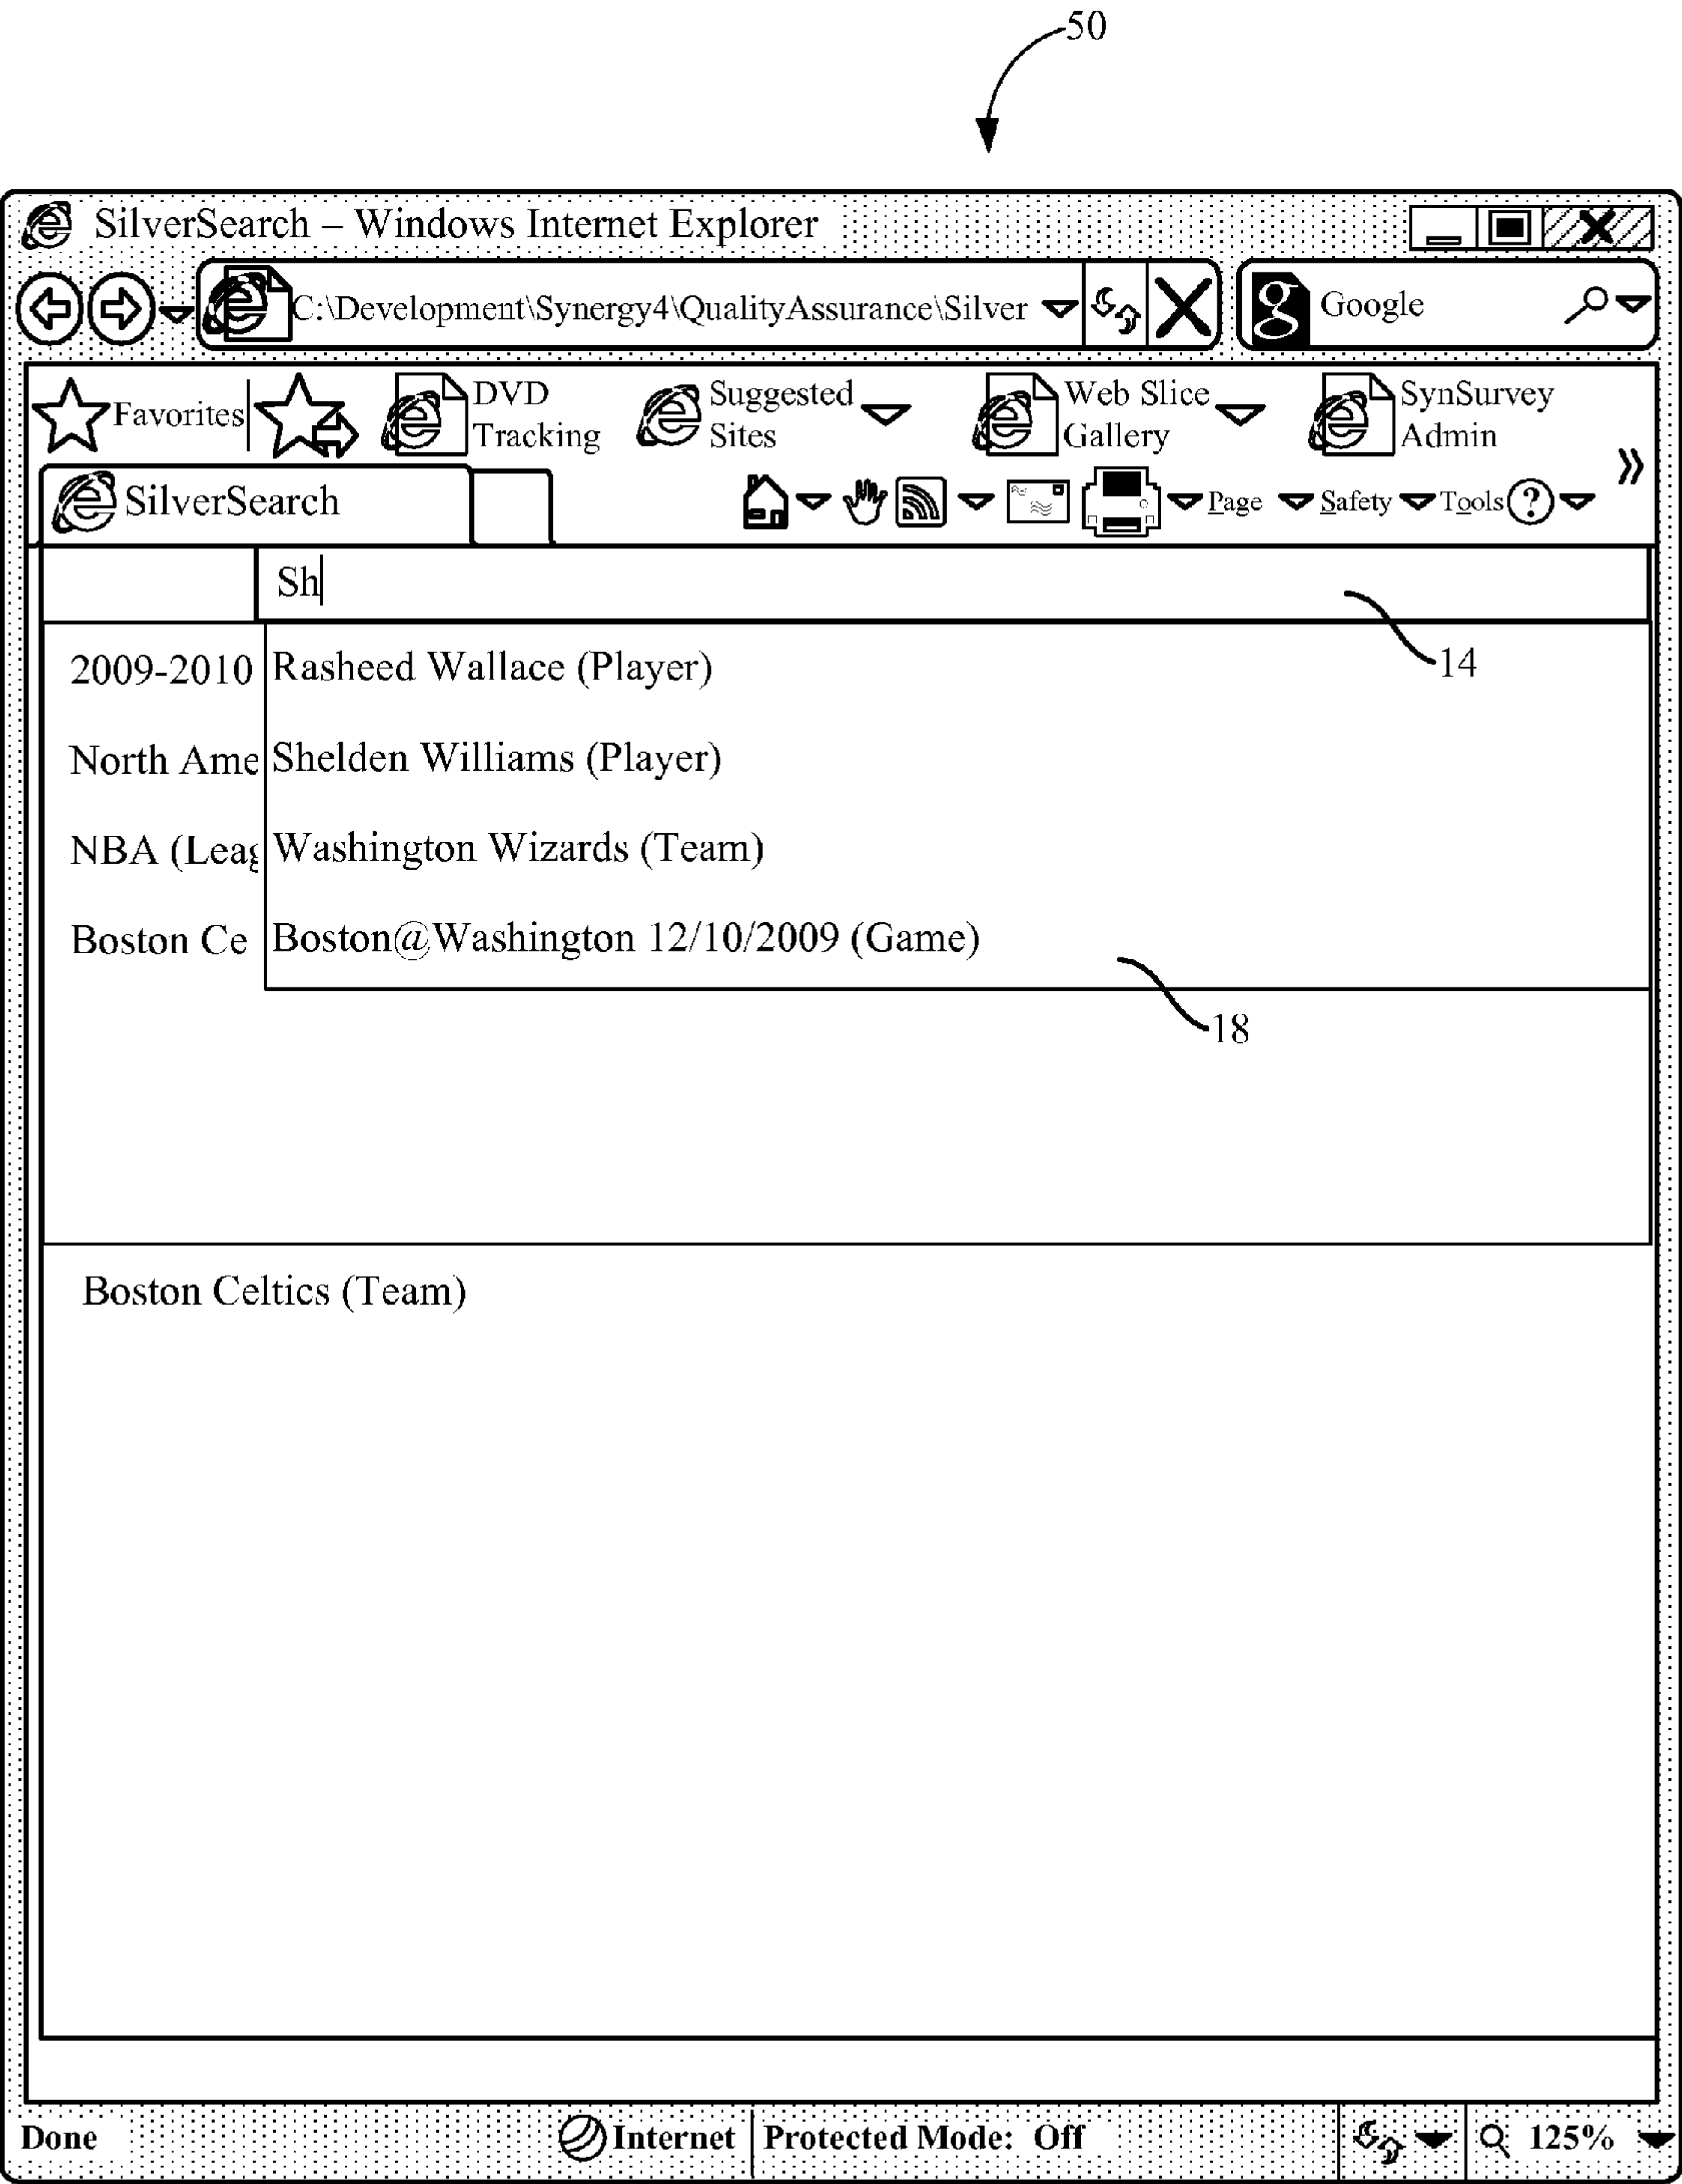 50
SilverSearch – Windows Internet Explorer
C:\Development\Synergy4\QualityAssurance\Silver
Google
Favorites
DVD
Tracking
Suggested
Sites
Web Slice
Gallery
SynSurvey
Admin
»
SilverSearch
Page
Safety
Tools
?
Sh
14
2009-2010
Rasheed Wallace (Player)
North Ame
Shelden Williams (Player)
NBA (Leag
Washington Wizards (Team)
Boston Ce
Boston@Washington 12/10/2009 (Game)
18
Boston Celtics (Team)
Done
Internet
Protected Mode: Off
125%